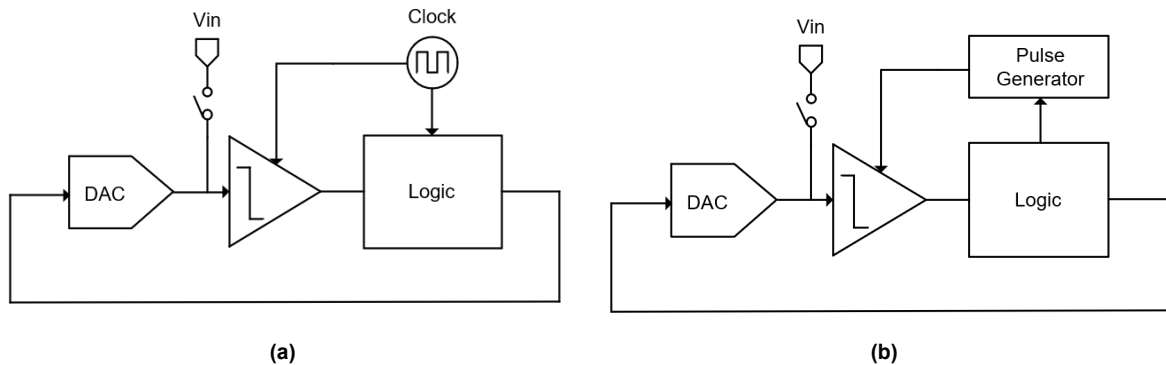 Vin
Clock
DAC
Logic
(a)
Vin
Pulse
Generator
DAC
Logic
(b)